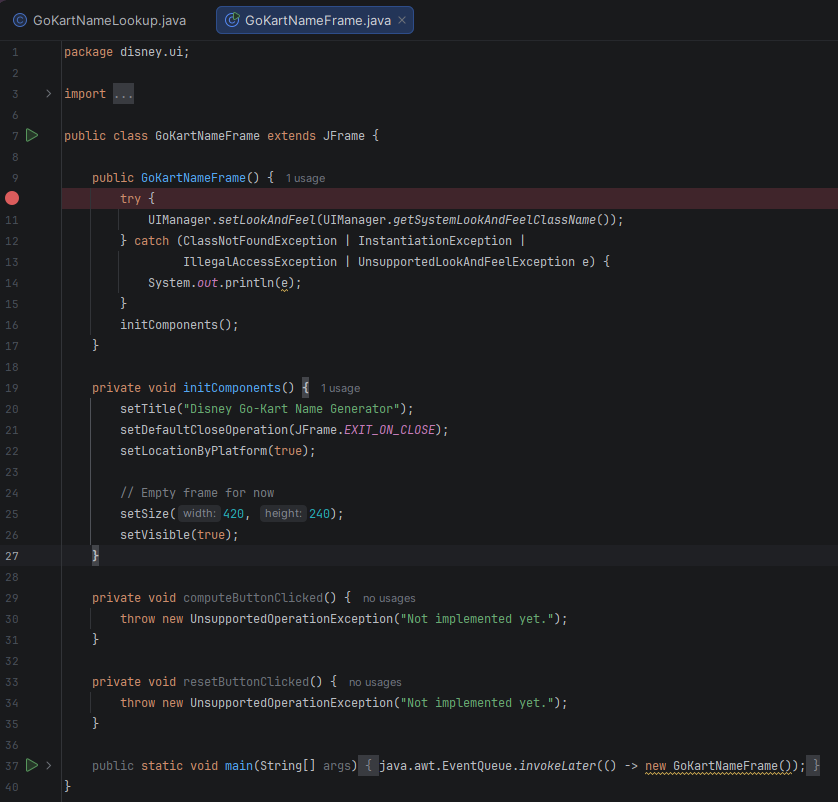 GoKartNameLookup.java GoKartNameFrame.java ×
1 package disney.ui;
2
3 > import ...
6
7 public class GoKartNameFrame extends JFrame {
8
9 public GoKartNameFrame() { 1 usage
try {
11 UIManager.setLookAndFeel(UIManager.getSystemLookAndFeelClassName());
12 } catch (ClassNotFoundException | InstantiationException |
13 IllegalAccessException | UnsupportedLookAndFeelException e) {
14 System.out.println(e);
15 }
16 initComponents();
17 }
18
19 private void initComponents() { 1 usage
20 setTitle("Disney Go-Kart Name Generator");
21 setDefaultCloseOperation(JFrame.EXIT_ON_CLOSE);
22 setLocationByPlatform(true);
23
24 // Empty frame for now
25 setSize( width: 420, height: 240);
26 setVisible(true);
27 }
28
29 private void computeButtonClicked() { no usages
30 throw new UnsupportedOperationException("Not implemented yet.");
31 }
32
33 private void resetButtonClicked() { no usages
34 throw new UnsupportedOperationException("Not implemented yet.");
35 }
36
37 > public static void main(String[] args) { java.awt.EventQueue.invokeLater(() -> new GoKartNameFrame()); }
40 }